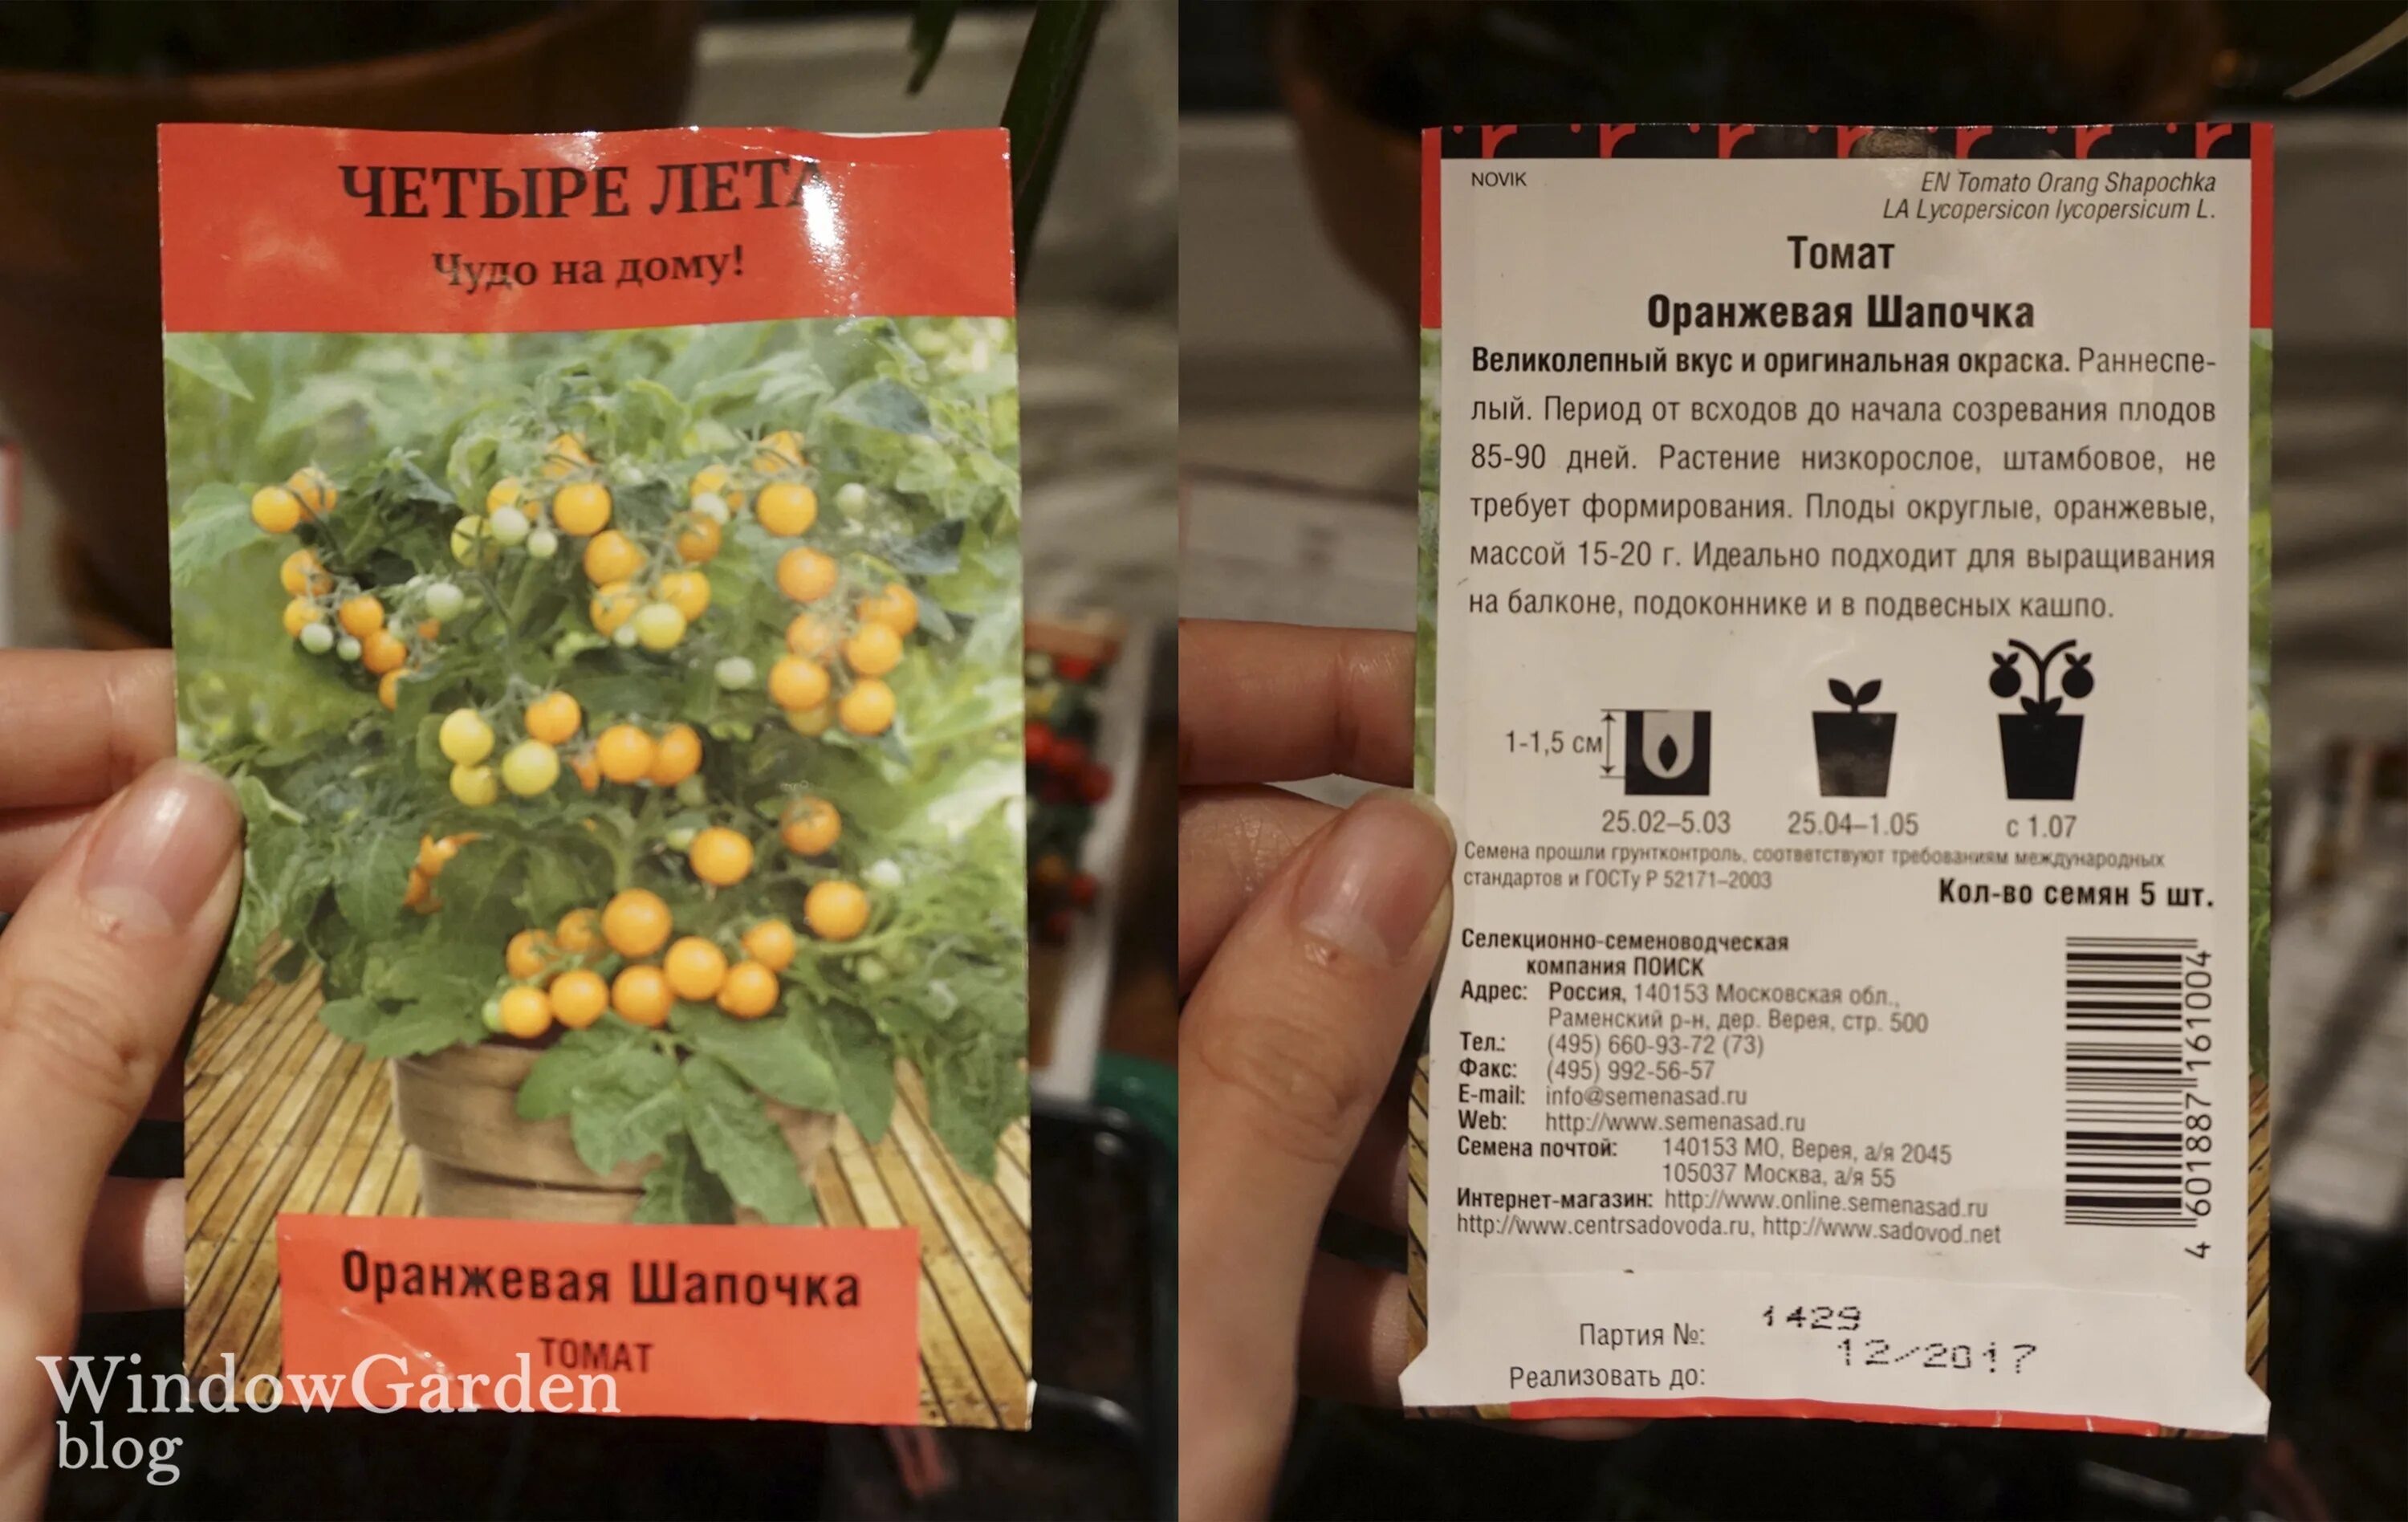 ЧЕТЫРЕ ЛЕТА
Чудо на дому!
Оранжевая Шапочка
ТОМАТ
WindowGarden
blog
NOVIK
EN Tomato Orang Shapochka
LA Lycopersicon lycopersicum L.
Томат
Оранжевая Шапочка
Великолепный вкус и оригинальная окраска. Раннеспе-
лый. Период от всходов до начала созревания плодов
85-90 дней. Растение низкорослое, штамбовое, не
требует формирования. Плоды округлые, оранжевые,
массой 15-20 г. Идеально подходит для выращивания
на балконе, подоконнике и в подвесных кашпо.
1-1,5 см
25.02–5.03 25.04–1.05 с 1.07
Семена прошли грунтконтроль, соответствуют требованиям международных
стандартов и ГОСТу Р 52171–2003
Кол-во семян 5 шт.
Селекционно-семеноводческая
компания ПОИСК
Адрес: Россия, 140153 Московская обл.,
Раменский р-н, дер. Верея, стр. 500
Тел.: (495) 660-93-72 (73)
Факс: (495) 992-56-57
E-mail: info@semenasad.ru
Web: http://www.semenasad.ru
Семена почтой: 140153 МО, Верея, а/я 2045
105037 Москва, а/я 55
Интернет-магазин: http://www.online.semenasad.ru
http://www.centrsadovoda.ru, http://www.sadovod.net
4 601887 161004
Партия №: 1429
Реализовать до: 12/2017